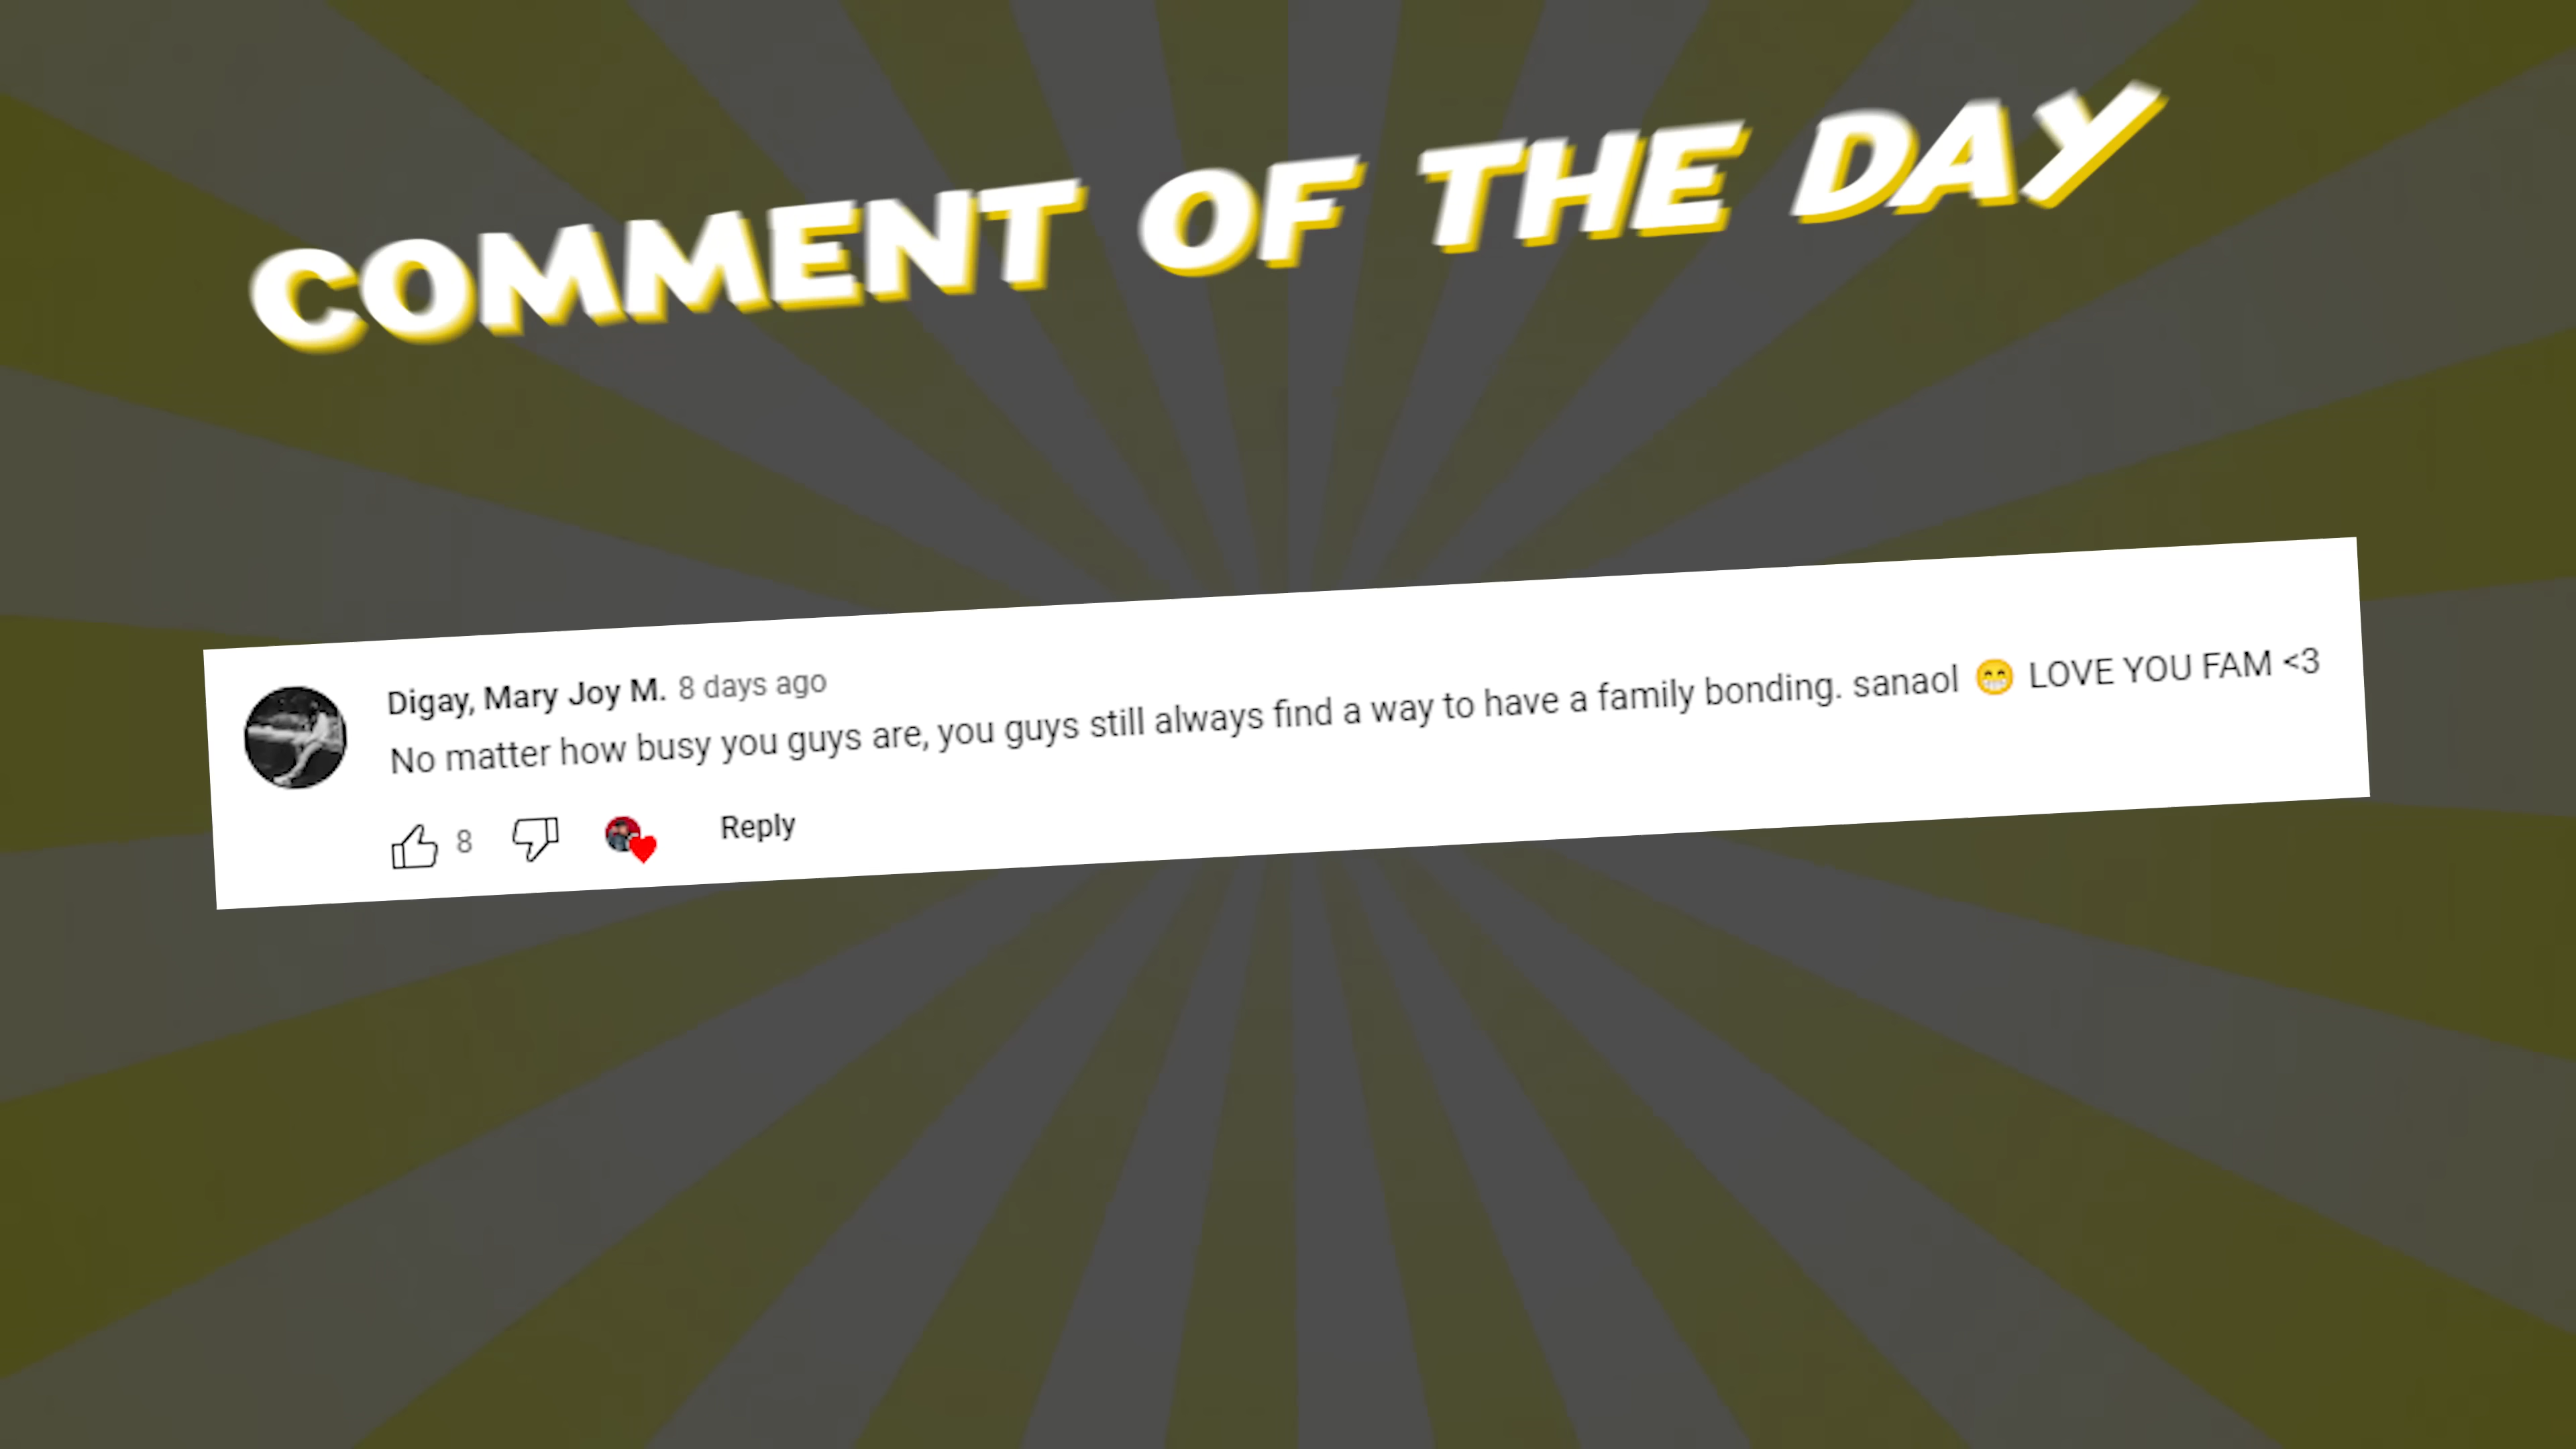 COMMENT OF THE DAY
Digay, Mary Joy M. 8 days ago
No matter how busy you guys are, you guys still always find a way to have a family bonding. sanaol 😁 LOVE YOU FAM <3
8 Reply